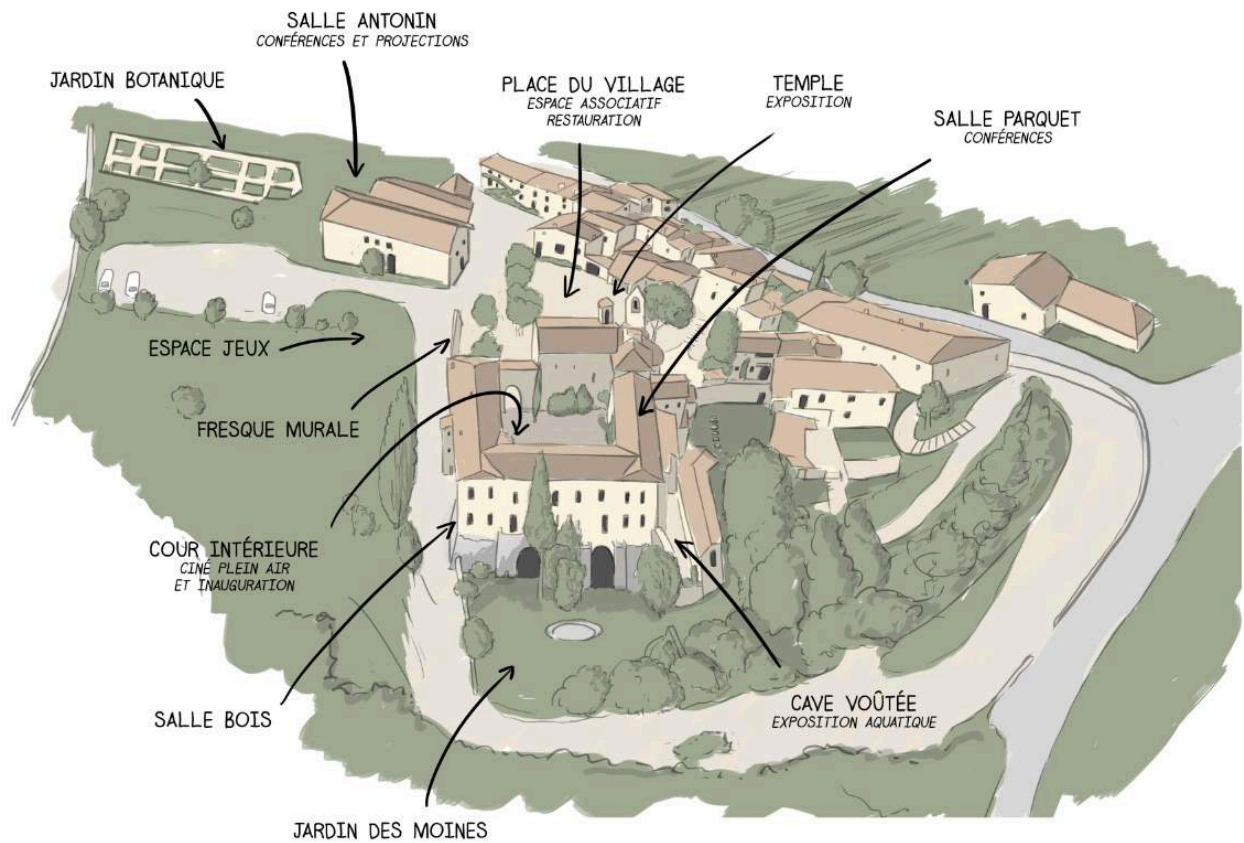 SALLE ANTONIN
CONFÉRENCES ET PROJECTIONS
JARDIN BOTANIQUE
PLACE DU VILLAGE
ESPACE ASSOCIATIF
RESTAURATION
TEMPLE
EXPOSITION
SALLE PARQUET
CONFÉRENCES
ESPACE JEUX
FRESQUE MURALE
COUR INTÉRIEURE
CINÉ PLEIN AIR
ET INAUGURATION
SALLE BOIS
CAVE VOÛTÉE
EXPOSITION AQUATIQUE
JARDIN DES MOINES